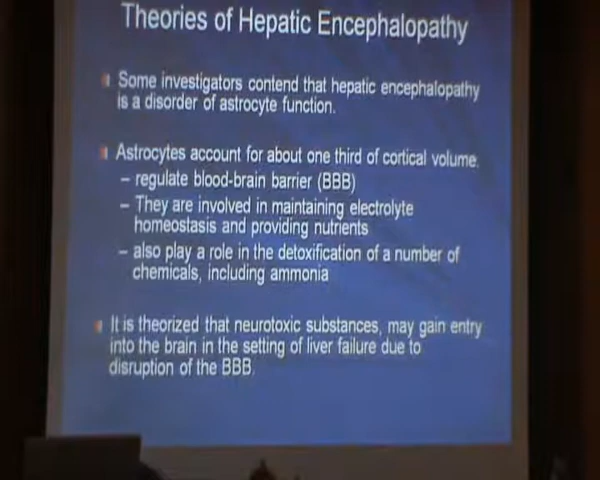 Theories of Hepatic Encephalopathy
Some investigators contend that hepatic encephalopathy
is a disorder of astrocyte function.
Astrocytes account for about one third of cortical volume.
– regulate blood-brain barrier (BBB)
– They are involved in maintaining electrolyte
homeostasis and providing nutrients
– also play a role in the detoxification of a number of
chemicals, including ammonia
It is theorized that neurotoxic substances, may gain entry
into the brain in the setting of liver failure due to
disruption of the BBB.